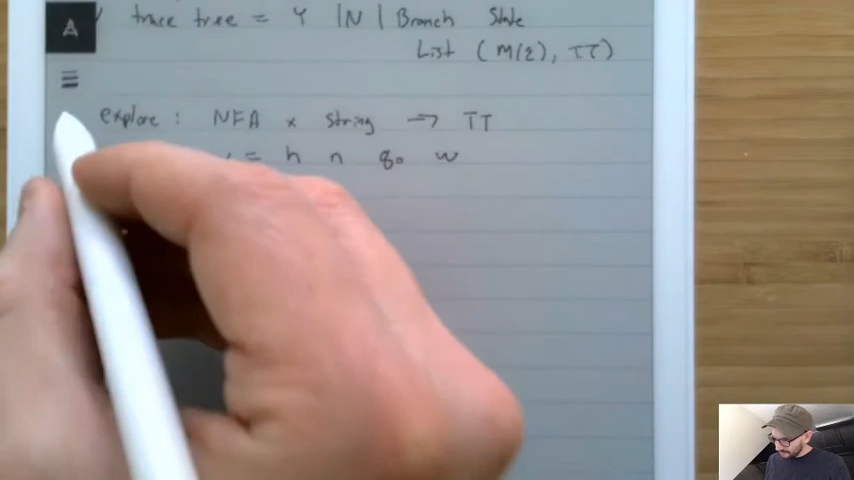 A
trace tree = Y | N | Branch State
List (M(Σ), TT)
explore : NFA × string → TT
= h n q₀ w